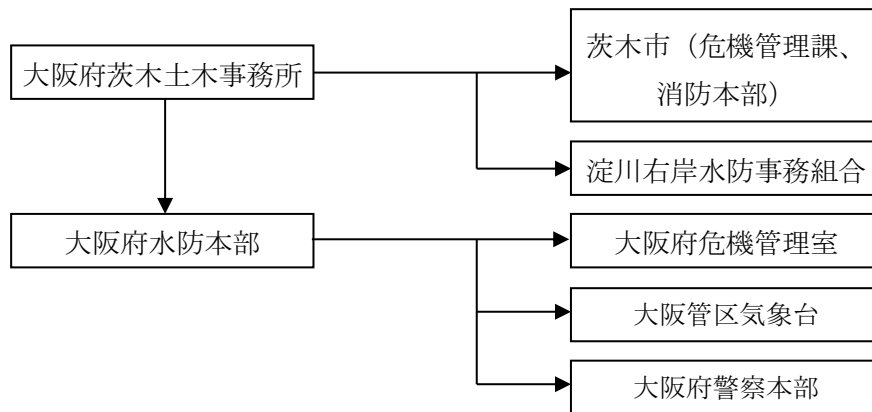 大阪府茨木土木事務所
茨木市（危機管理課、
消防本部）
淀川右岸水防事務組合
大阪府水防本部
大阪府危機管理室
大阪管区気象台
大阪府警察本部